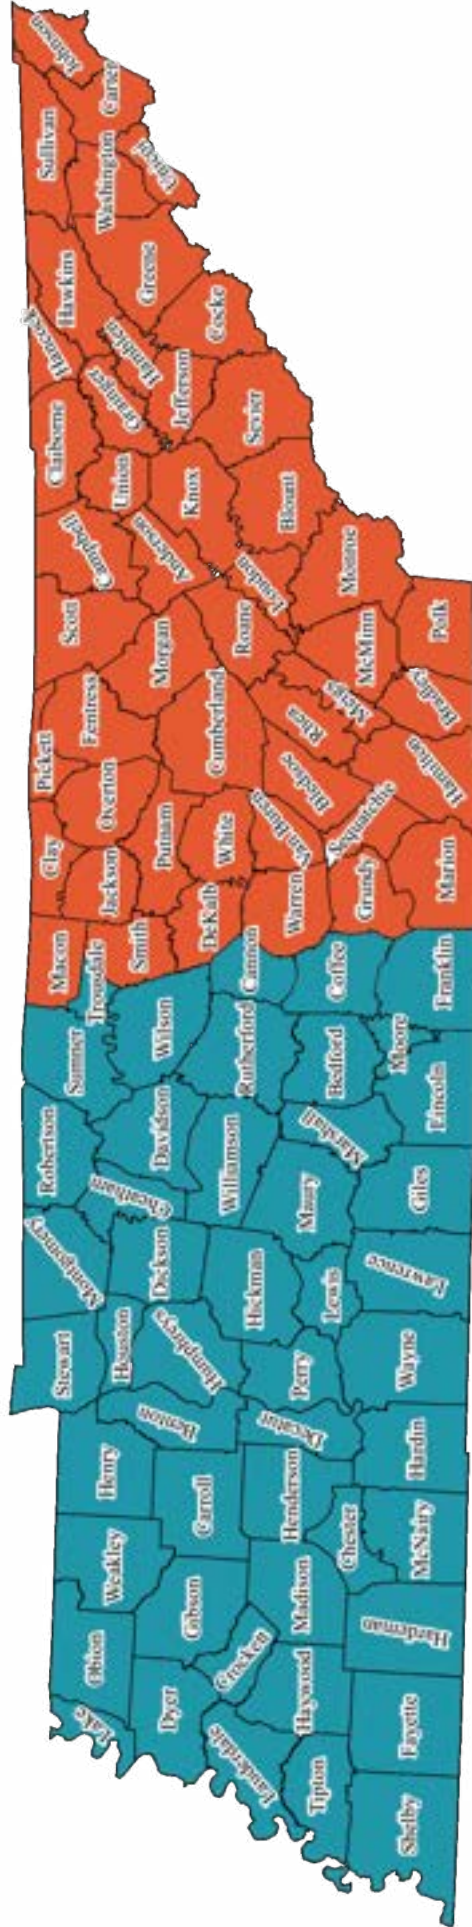 Johnson
Carter
Sullivan
Washington
Unicoi
Greene
Hawkins
Hancock
Hamblen
Cocke
Grainger
Jefferson
Claiborne
Sevier
Union
Knox
Blount
Campbell
Anderson
Loudon
Monroe
Scott
Morgan
Roane
McMinn
Polk
Meigs
Bradley
Fentress
Cumberland
Rhea
Pickett
Bledsoe
Hamilton
Overton
Putnam
White
Van Buren
Sequatchie
Clay
Jackson
DeKalb
Warren
Grundy
Marion
Macon
Smith
Trousdale
Cannon
Coffee
Franklin
Sumner
Wilson
Rutherford
Bedford
Moore
Lincoln
Robertson
Davidson
Williamson
Marshall
Cheatham
Maury
Giles
Montgomery
Dickson
Hickman
Lewis
Lawrence
Stewart
Houston
Humphreys
Perry
Wayne
Benton
Decatur
Henry
Carroll
Henderson
Hardin
Chester
McNairy
Weakley
Gibson
Madison
Hardeman
Obion
Crocken
Haywood
Lake
Dyer
Lauderdale
Tipton
Fayette
Shelby